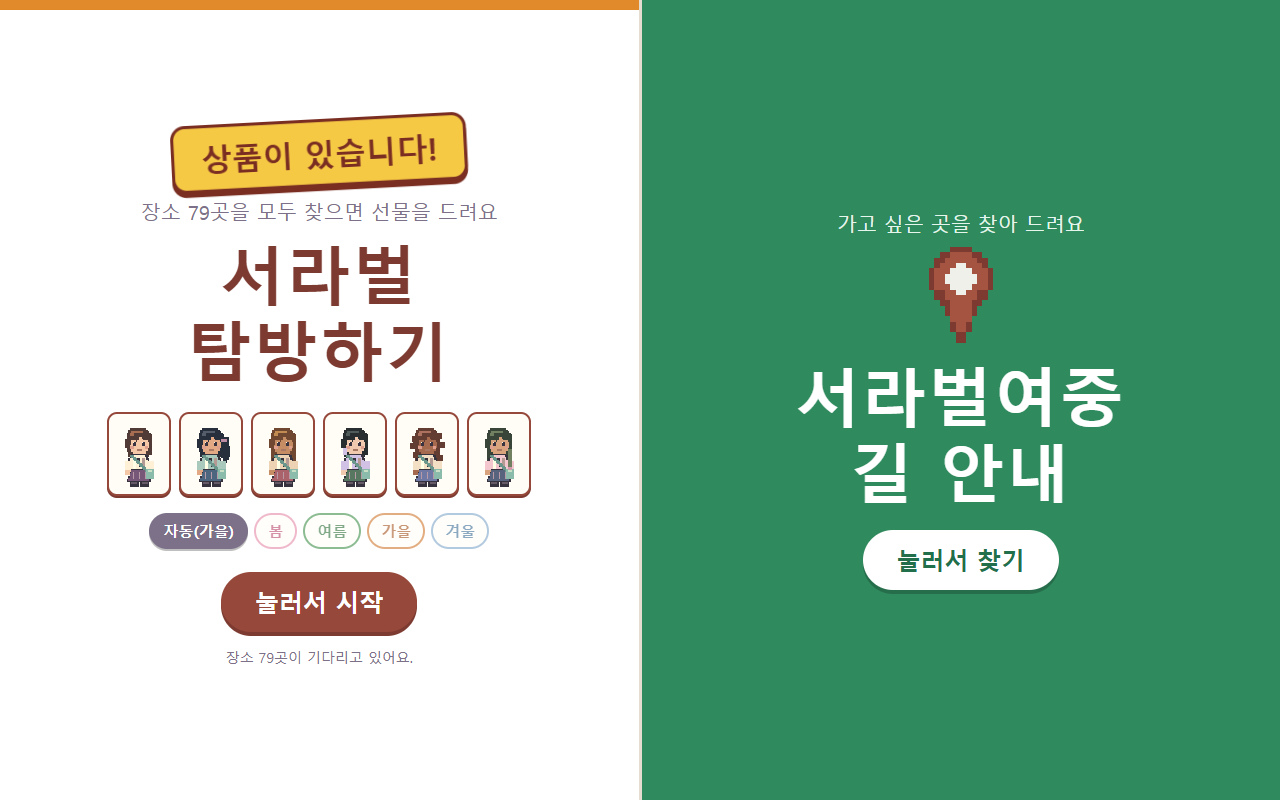 상품이 있습니다!
장소 79곳을 모두 찾으면 선물을 드려요
서라벌
탐방하기
자동(가을)
봄
여름
가을
겨울
눌러서 시작
장소 79곳이 기다리고 있어요.
가고 싶은 곳을 찾아 드려요
서라벌여중
길 안내
눌러서 찾기